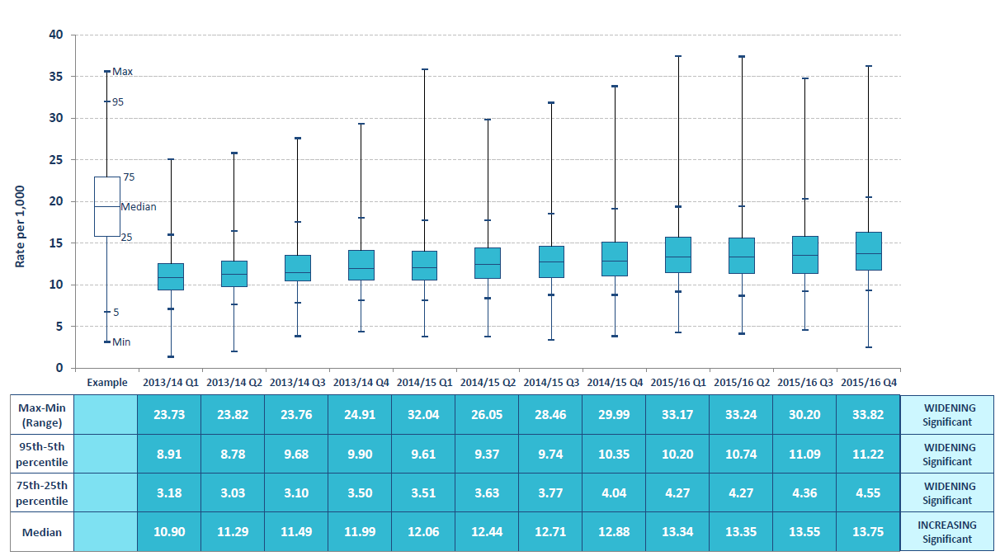 40
Max
35
95
30
25
75
20
Median
25
15
10
5
5
Min
0
Rate per 1,000
Example 2013/14 Q1 2013/14 Q2 2013/14 Q3 2013/14 Q4 2014/15 Q1 2014/15 Q2 2014/15 Q3 2014/15 Q4 2015/16 Q1 2015/16 Q2 2015/16 Q3 2015/16 Q4
Max-Min
(Range)
23.73 23.82 23.76 24.91 32.04 26.05 28.46 29.99 33.17 33.24 30.20 33.82
WIDENING
Significant
95th-5th
percentile
8.91 8.78 9.68 9.90 9.61 9.37 9.74 10.35 10.20 10.74 11.09 11.22
WIDENING
Significant
75th-25th
percentile
3.18 3.03 3.10 3.50 3.51 3.63 3.77 4.04 4.27 4.27 4.36 4.55
WIDENING
Significant
Median
10.90 11.29 11.49 11.99 12.06 12.44 12.71 12.88 13.34 13.35 13.55 13.75
INCREASING
Significant